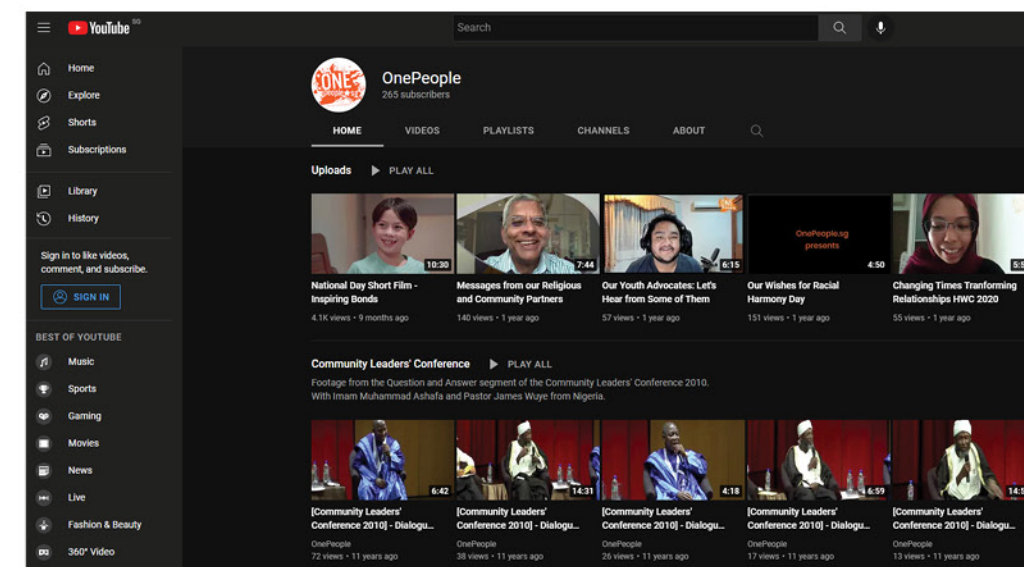 YouTube SG
Search
Home
Explore
Shorts
Subscriptions
Library
History
Sign in to like videos,
comment, and subscribe.
SIGN IN
BEST OF YOUTUBE
Music
Sports
Gaming
Movies
News
Live
Fashion & Beauty
360° Video
ONE
people.sg
OnePeople
265 subscribers
HOME VIDEOS PLAYLISTS CHANNELS ABOUT
Uploads PLAY ALL
10:30
National Day Short Film -
Inspiring Bonds
4.1K views • 9 months ago
7:44
Messages from our Religious
and Community Partners
140 views • 1 year ago
6:15
Our Youth Advocates: Let's
Hear from Some of Them
57 views • 1 year ago
OnePeople.sg
presents
4:50
Our Wishes for Racial
Harmony Day
151 views • 1 year ago
Changing Times Tranforming
Relationships HWC 2020
55 views • 1 year ago
Community Leaders' Conference PLAY ALL
Footage from the Question and Answer segment of the Community Leaders' Conference 2010.
With Imam Muhammad Ashafa and Pastor James Wuye from Nigeria.
6:42
[Community Leaders'
Conference 2010] - Dialogu...
OnePeople
72 views • 11 years ago
14:31
[Community Leaders'
Conference 2010] - Dialogu...
OnePeople
38 views • 11 years ago
4:18
[Community Leaders'
Conference 2010] - Dialogu...
OnePeople
26 views • 11 years ago
6:59
[Community Leaders'
Conference 2010] - Dialogu...
OnePeople
17 views • 11 years ago
[Community Leaders'
Conference 2010] - Dialogu...
OnePeople
13 views • 11 years ago